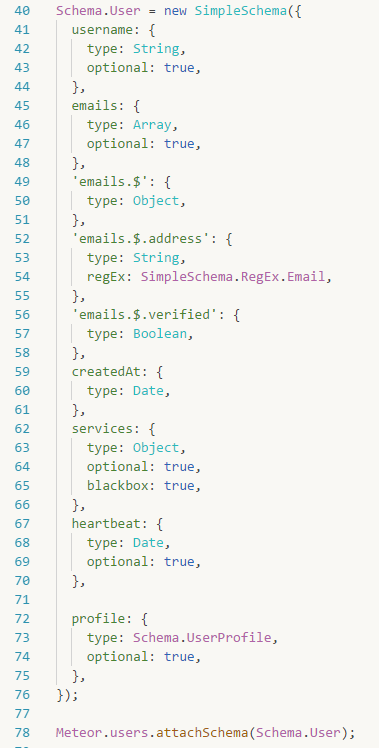 40 Schema.User = new SimpleSchema({
41   username: {
42     type: String,
43     optional: true,
44   },
45   emails: {
46     type: Array,
47     optional: true,
48   },
49   'emails.$': {
50     type: Object,
51   },
52   'emails.$.address': {
53     type: String,
54     regEx: SimpleSchema.RegEx.Email,
55   },
56   'emails.$.verified': {
57     type: Boolean,
58   },
59   createdAt: {
60     type: Date,
61   },
62   services: {
63     type: Object,
64     optional: true,
65     blackbox: true,
66   },
67   heartbeat: {
68     type: Date,
69     optional: true,
70   },
71
72   profile: {
73     type: Schema.UserProfile,
74     optional: true,
75   },
76 });
77
78 Meteor.users.attachSchema(Schema.User);